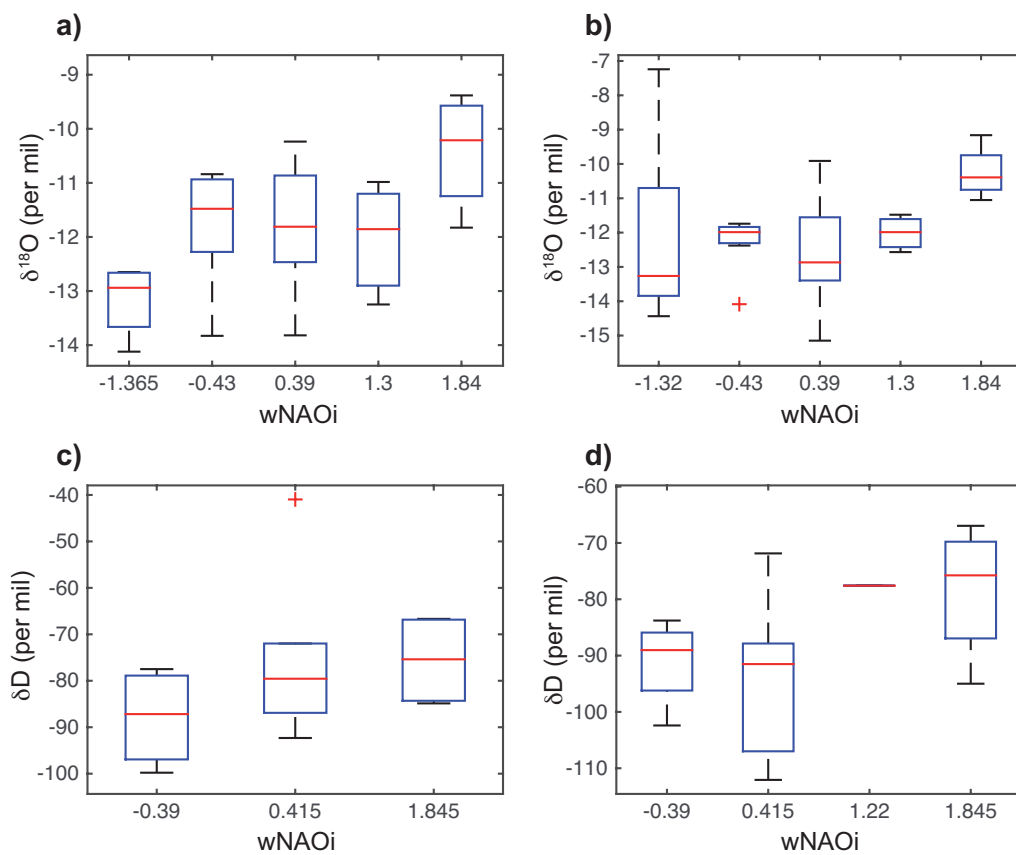 a)
-9
-10
-11
-12
-13
-14
δ18O (per mil)
-1.365 -0.43 0.39 1.3 1.84
wNAOi
b)
-7
-8
-9
-10
-11
-12
-13
-14
-15
δ18O (per mil)
-1.32 -0.43 0.39 1.3 1.84
wNAOi
c)
-40
-50
-60
-70
-80
-90
-100
δD (per mil)
-0.39 0.415 1.845
wNAOi
d)
-60
-70
-80
-90
-100
-110
δD (per mil)
-0.39 0.415 1.22 1.845
wNAOi